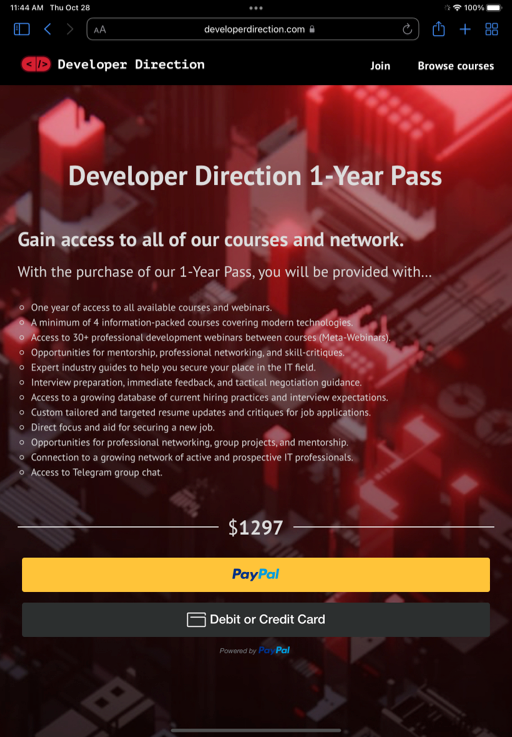 11:44 AM Thu Oct 28
100%
AA
developerdirection.com
</> Developer Direction
Join
Browse courses
Developer Direction 1-Year Pass
Gain access to all of our courses and network.
With the purchase of our 1-Year Pass, you will be provided with...
One year of access to all available courses and webinars.
A minimum of 4 information-packed courses covering modern technologies.
Access to 30+ professional development webinars between courses (Meta-Webinars).
Opportunities for mentorship, professional networking, and skill-critiques.
Expert industry guides to help you secure your place in the IT field.
Interview preparation, immediate feedback, and tactical negotiation guidance.
Access to a growing database of current hiring practices and interview expectations.
Custom tailored and targeted resume updates and critiques for job applications.
Direct focus and aid for securing a new job.
Opportunities for professional networking, group projects, and mentorship.
Connection to a growing network of active and prospective IT professionals.
Access to Telegram group chat.
$1297
PayPal
Debit or Credit Card
Powered by PayPal